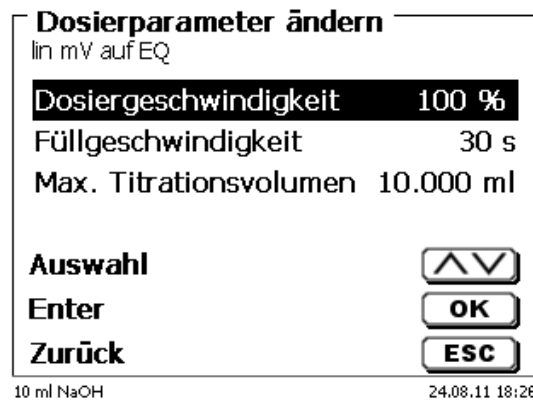 Dosierparameter ändern
lin mV auf EQ
Dosiergeschwindigkeit 100 %
Füllgeschwindigkeit 30 s
Max. Titrationsvolumen 10.000 ml
Auswahl
Enter OK
Zurück ESC
10 ml NaOH 24.08.11 18:26